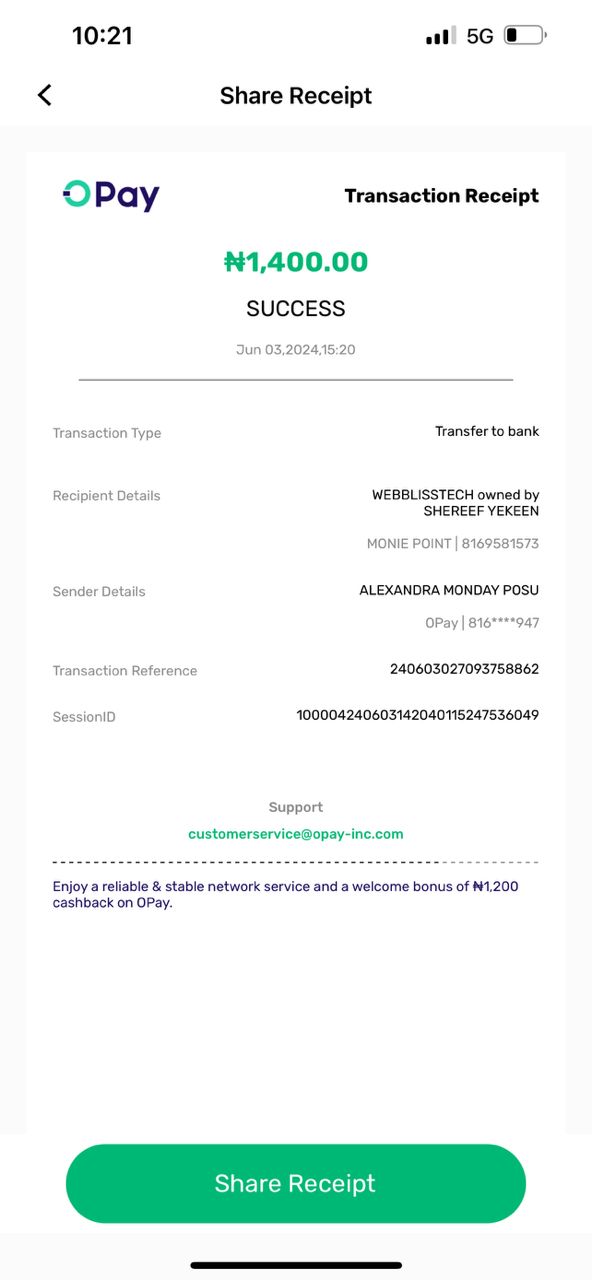 10:21 5G
Share Receipt
OPay Transaction Receipt
₦1,400.00
SUCCESS
Jun 03,2024,15:20
Transaction Type Transfer to bank
Recipient Details WEBBLISSTECH owned by
SHEREEF YEKEEN
MONIE POINT | 8169581573
Sender Details ALEXANDRA MONDAY POSU
OPay | 816****947
Transaction Reference 240603027093758862
SessionID 100004240603142040115247536049
Support
customerservice@opay-inc.com
Enjoy a reliable & stable network service and a welcome bonus of ₦1,200
cashback on OPay.
Share Receipt